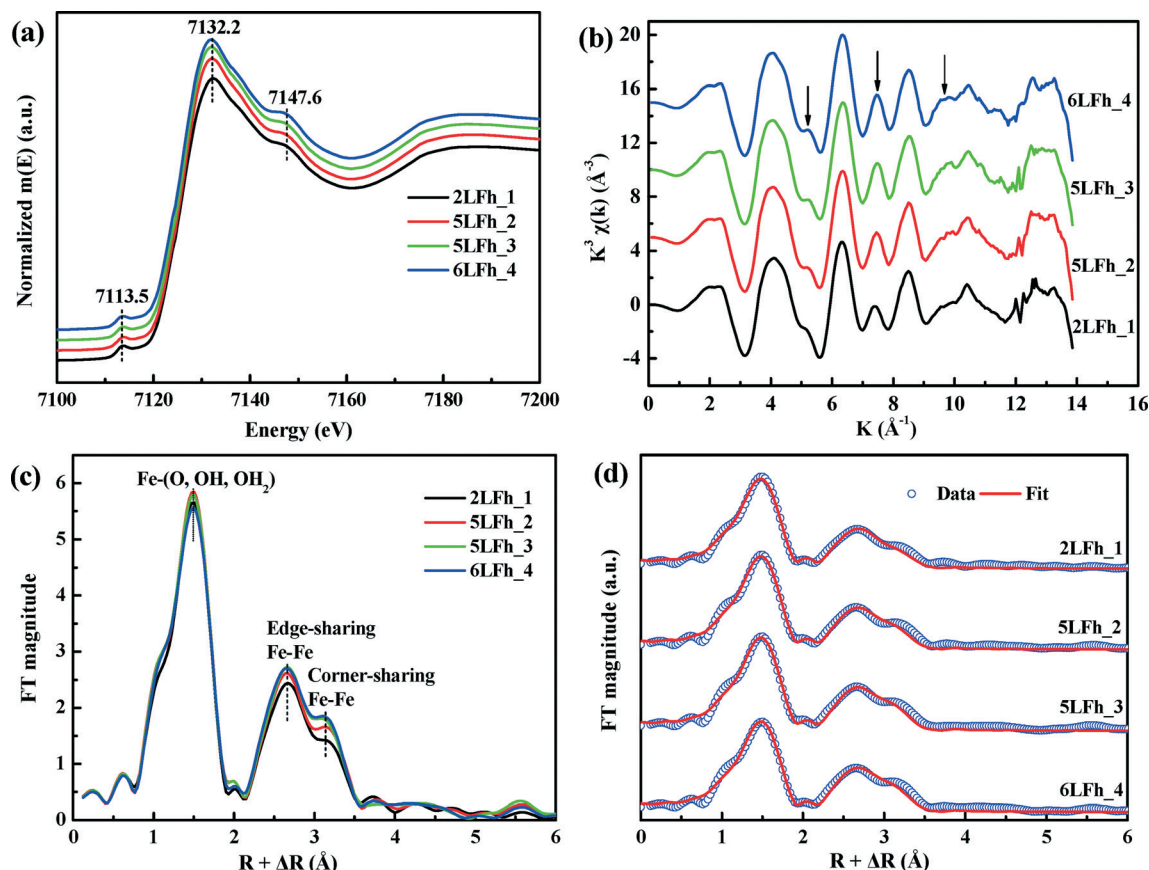 (a)
7132.2
7147.6
7113.5
2LFh_1
5LFh_2
5LFh_3
6LFh_4
Normalized m(E) (a.u.)
7100 7120 7140 7160 7180 7200
Energy (eV)
(b)
20
16
12
8
4
0
-4
6LFh_4
5LFh_3
5LFh_2
2LFh_1
K³ χ(k) (Å⁻³)
0 2 4 6 8 10 12 14 16
K (Å⁻¹)
(c)
Fe-(O, OH, OH₂)
2LFh_1
5LFh_2
5LFh_3
6LFh_4
Edge-sharing
Fe-Fe
Corner-sharing
Fe-Fe
6
5
4
3
2
1
0
FT magnitude
0 1 2 3 4 5 6
R + ΔR (Å)
(d)
Data Fit
2LFh_1
5LFh_2
5LFh_3
6LFh_4
FT magnitude (a.u.)
0 1 2 3 4 5 6
R + ΔR (Å)